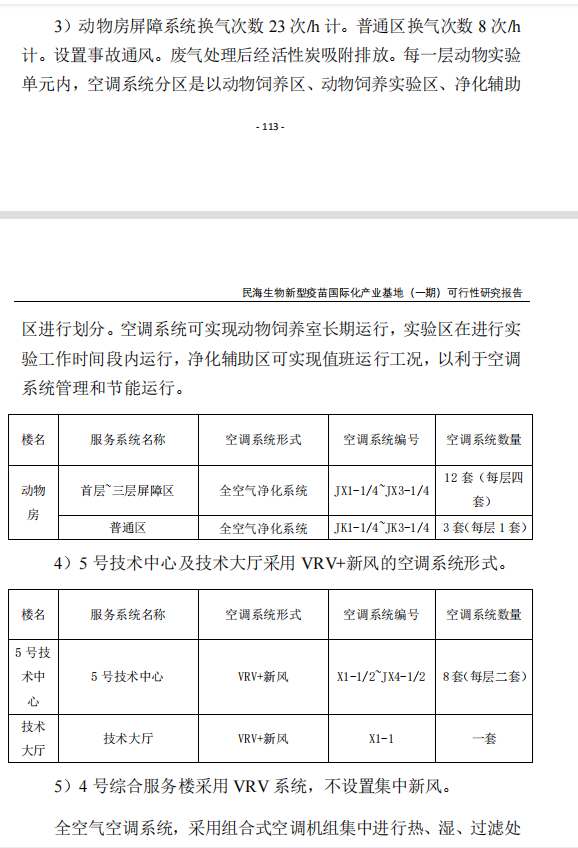 3）动物房屏障系统换气次数 23 次/h 计。普通区换气次数 8 次/h
计。设置事故通风。废气处理后经活性炭吸附排放。每一层动物实验
单元内，空调系统分区是以动物饲养区、动物饲养实验区、净化辅助
- 113 -
民海生物新型疫苗国际化产业基地（一期）可行性研究报告
区进行划分。空调系统可实现动物饲养室长期运行，实验区在进行实
验工作时间段内运行，净化辅助区可实现值班运行工况，以利于空调
系统管理和节能运行。
楼名 服务系统名称 空调系统形式 空调系统编号 空调系统数量
动物房 首层~三层屏障区 全空气净化系统 JX1-1/4~JX3-1/4 12 套（每层四套）
普通区 全空气净化系统 JK1-1/4~JK3-1/4 3 套（每层 1 套）
4）5 号技术中心及技术大厅采用 VRV+新风的空调系统形式。
楼名 服务系统名称 空调系统形式 空调系统编号 空调系统数量
5 号技术中心 5 号技术中心 VRV+新风 X1-1/2~JX4-1/2 8 套（每层二套）
技术大厅 技术大厅 VRV+新风 X1-1 一套
5）4 号综合服务楼采用 VRV 系统，不设置集中新风。
全空气空调系统，采用组合式空调机组集中进行热、湿、过滤处